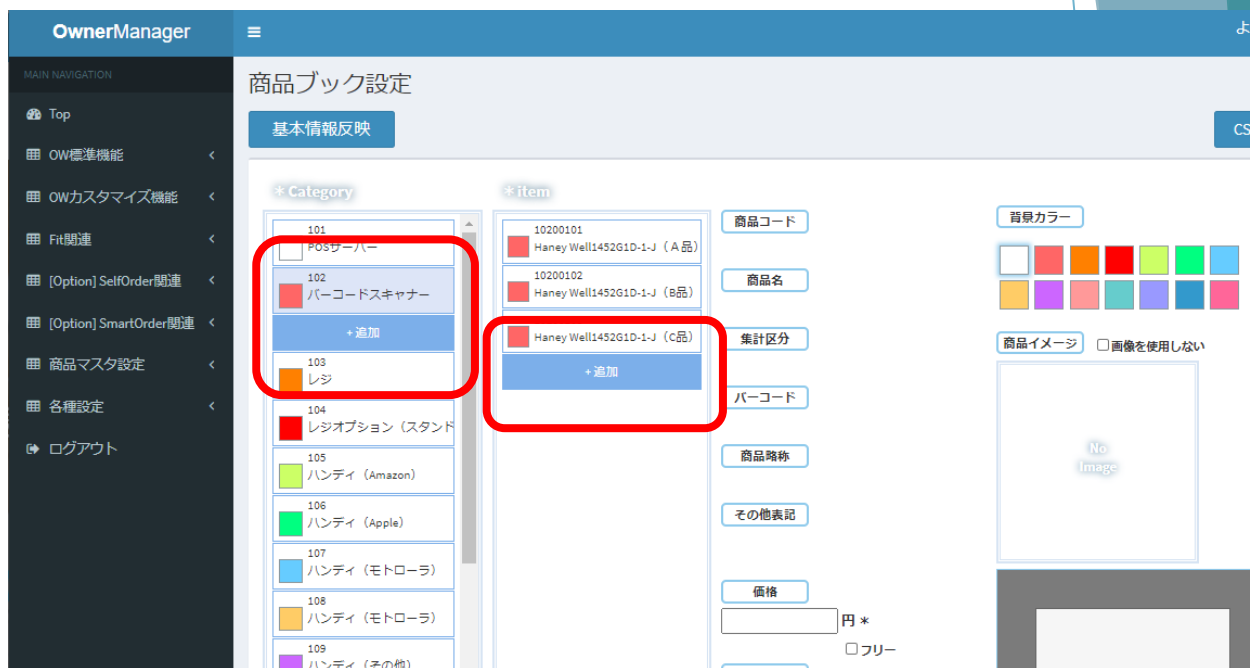 OwnerManager
よ
MAIN NAVIGATION
Top
OW標準機能
OWカスタマイズ機能
Fit関連
[Option] SelfOrder関連
[Option] SmartOrder関連
商品マスタ設定
各種設定
ログアウト
商品ブック設定
基本情報反映
CS
*Category
101
POSサーバー
102
バーコードスキャナー
+追加
103
レジ
104
レジオプション（スタンド
105
ハンディ（Amazon）
106
ハンディ（Apple）
107
ハンディ（モトローラ）
108
ハンディ（モトローラ）
109
ハンディ（その他）
*item
10200101
Haney Well1452G1D-1-J（A品）
10200102
Haney Well1452G1D-1-J（B品）
Haney Well1452G1D-1-J（C品）
+追加
商品コード
商品名
集計区分
バーコード
商品略称
その他表記
価格
円 *
フリー
背景カラー
商品イメージ
画像を使用しない
No
Image